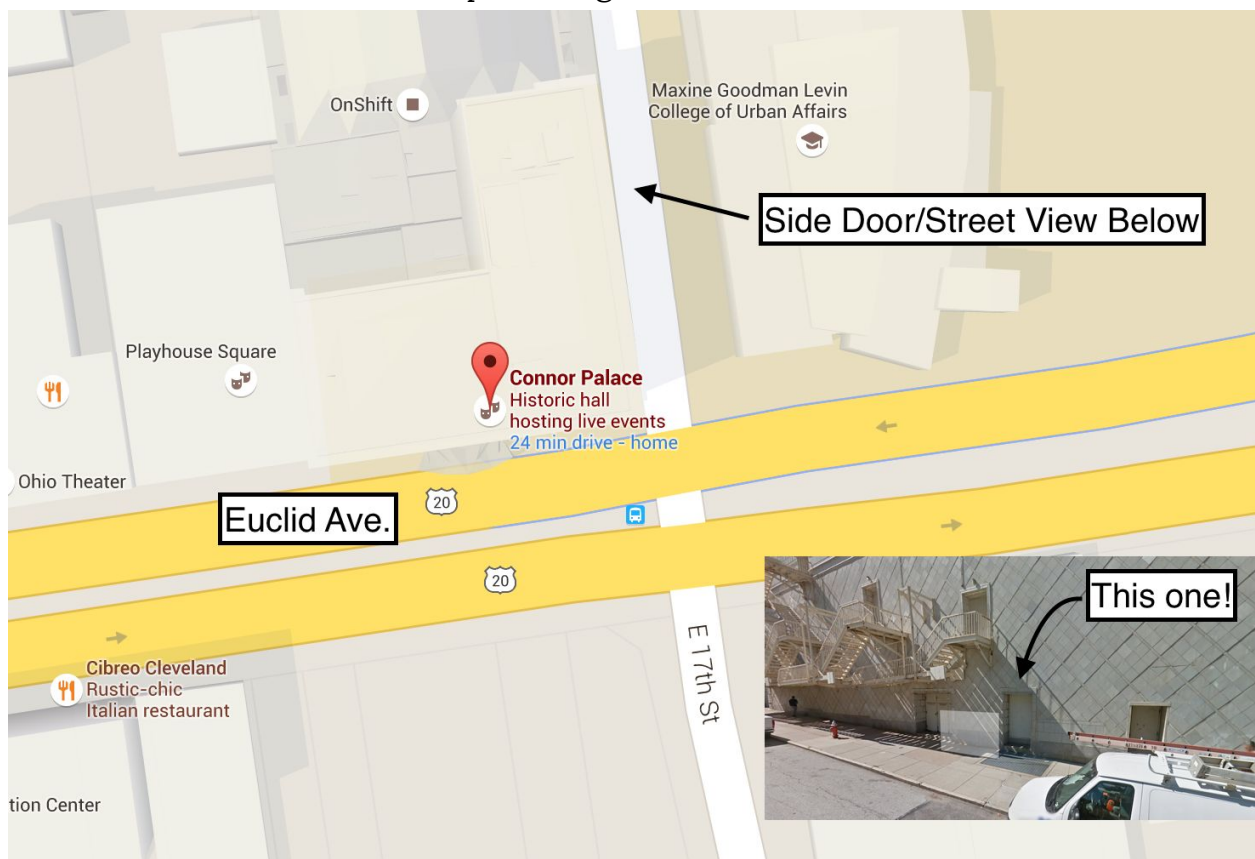 OnShift
Maxine Goodman Levin
College of Urban Affairs
Side Door/Street View Below
Playhouse Square
Connor Palace
Historic hall
hosting live events
24 min drive - home
Ohio Theater
Euclid Ave.
20
20
This one!
E 17th St
Cibreo Cleveland
Rustic-chic
Italian restaurant
tion Center